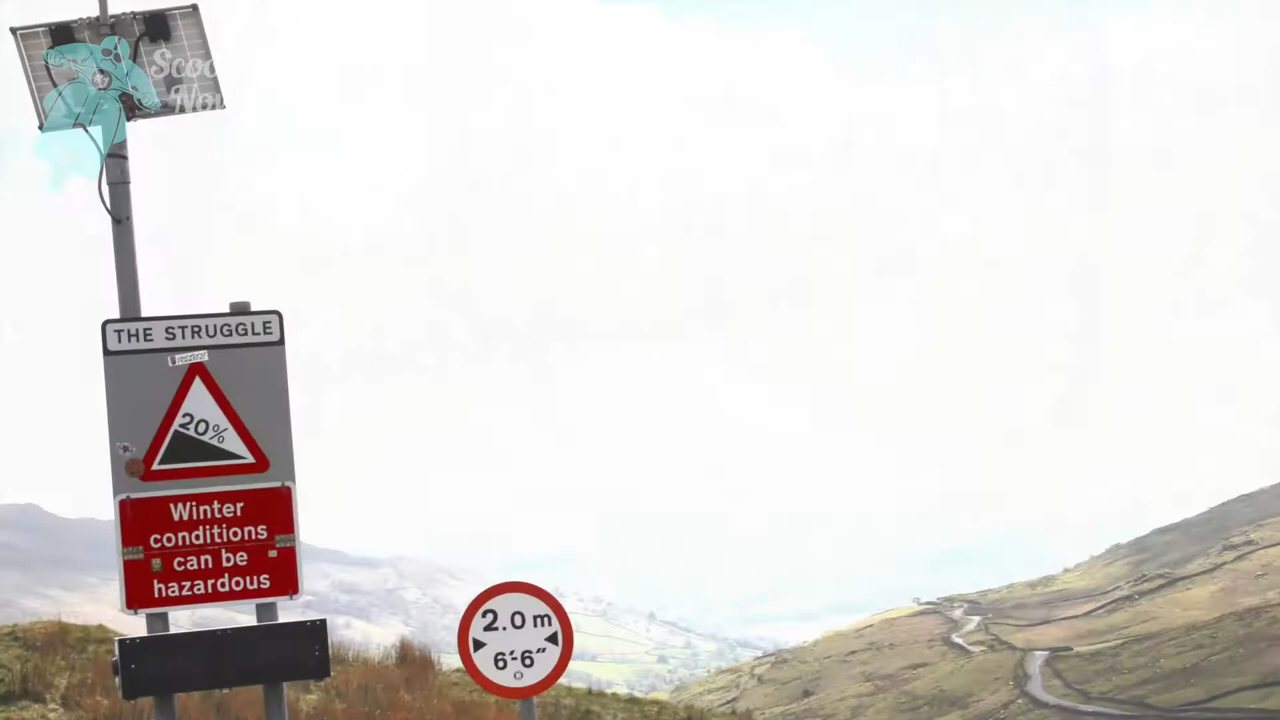 THE STRUGGLE
20%
Winter
conditions
can be
hazardous
2.0 m
6'-6"